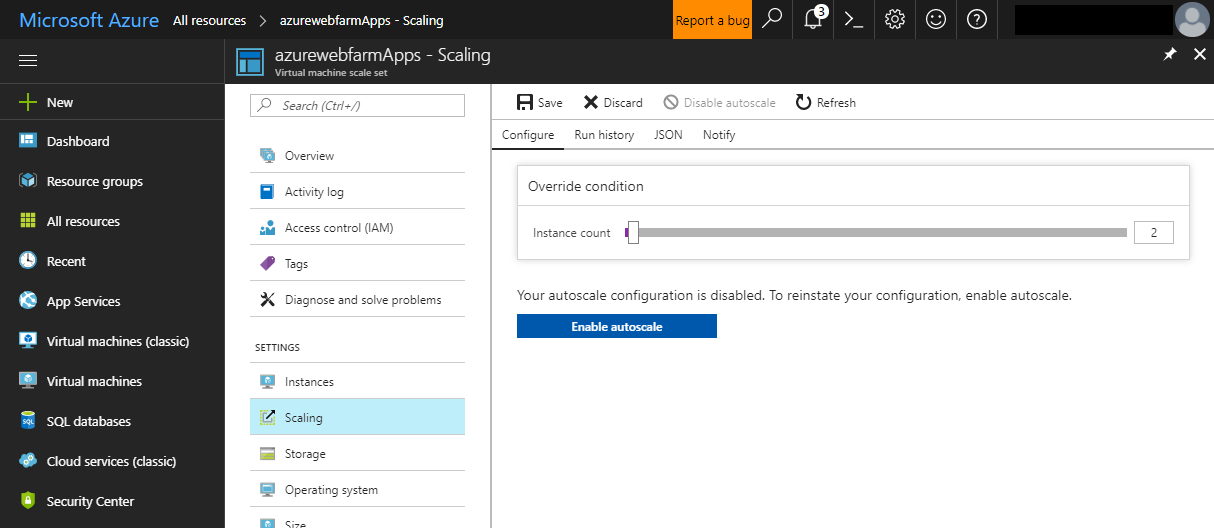 Microsoft Azure All resources > azurewebfarmApps - Scaling Report a bug 3
azurewebfarmApps - Scaling
Virtual machine scale set
New
Dashboard
Resource groups
All resources
Recent
App Services
Virtual machines (classic)
Virtual machines
SQL databases
Cloud services (classic)
Security Center
Search (Ctrl+/)
Overview
Activity log
Access control (IAM)
Tags
Diagnose and solve problems
SETTINGS
Instances
Scaling
Storage
Operating system
Size
Save Discard Disable autoscale Refresh
Configure Run history JSON Notify
Override condition
Instance count 2
Your autoscale configuration is disabled. To reinstate your configuration, enable autoscale.
Enable autoscale